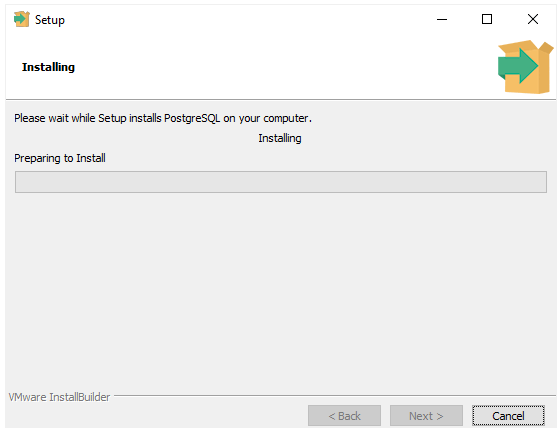 Setup
Installing
Please wait while Setup installs PostgreSQL on your computer.
Installing
Preparing to Install
VMware InstallBuilder
< Back
Next >
Cancel